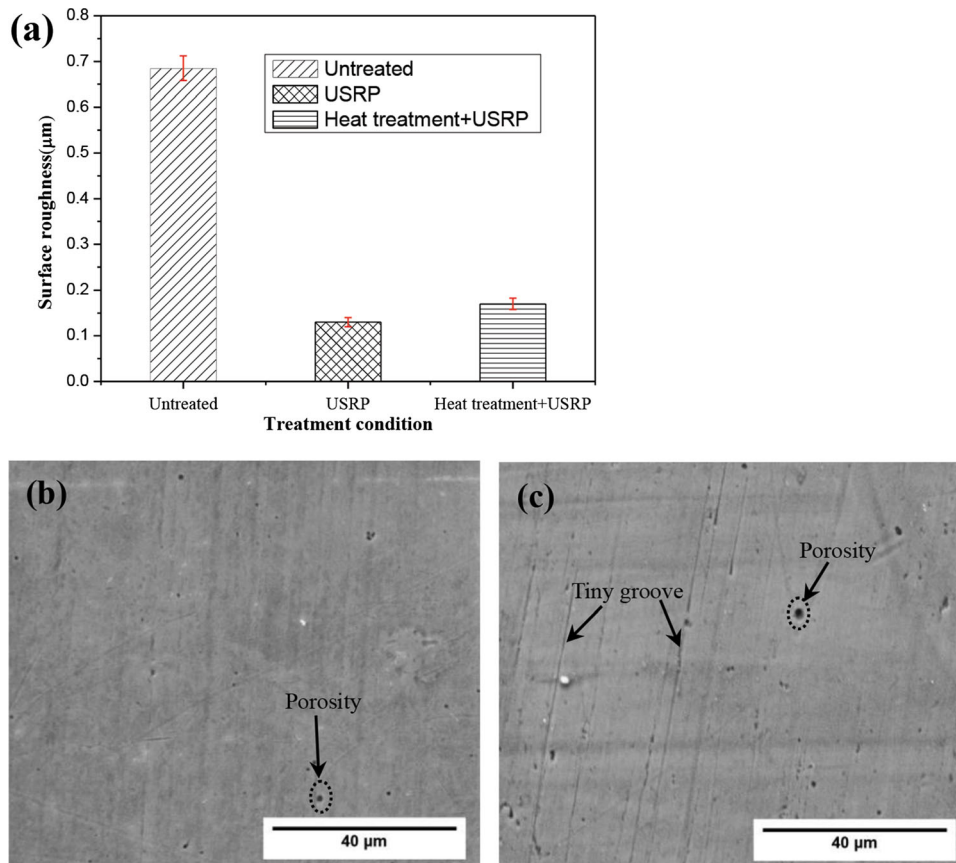 (a)
0.8
0.7
0.6
0.5
0.4
0.3
0.2
0.1
0.0
Surface roughness(μm)
Untreated
USRP
Heat treatment+USRP
Untreated
USRP
Heat treatment+USRP
Treatment condition
(b)
Porosity
40 μm
(c)
Porosity
Tiny groove
40 μm